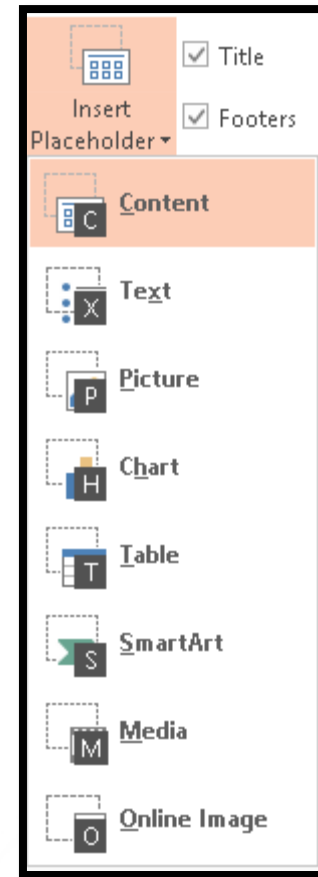 Title
Insert
Placeholder
Footers
C Content
X Text
P Picture
H Chart
T Table
S SmartArt
M Media
O Online Image